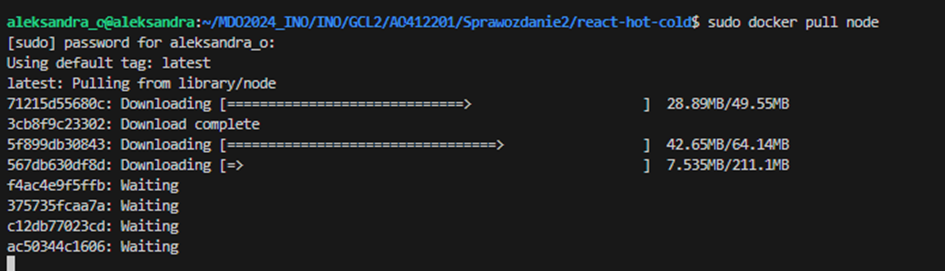 aleksandra_o@aleksandra:~/MDO2024_INO/INO/GCL2/AO412201/Sprawozdanie2/react-hot-cold$ sudo docker pull node
[sudo] password for aleksandra_o:
Using default tag: latest
latest: Pulling from library/node
71215d55680c: Downloading [=============================>                     ]  28.89MB/49.55MB
3cb8f9c23302: Download complete
5f899db30843: Downloading [=================================>                 ]  42.65MB/64.14MB
567db630df8d: Downloading [=>                                                 ]  7.535MB/211.1MB
f4ac4e9f5ffb: Waiting
375735fcaa7a: Waiting
c12db77023cd: Waiting
ac50344c1606: Waiting